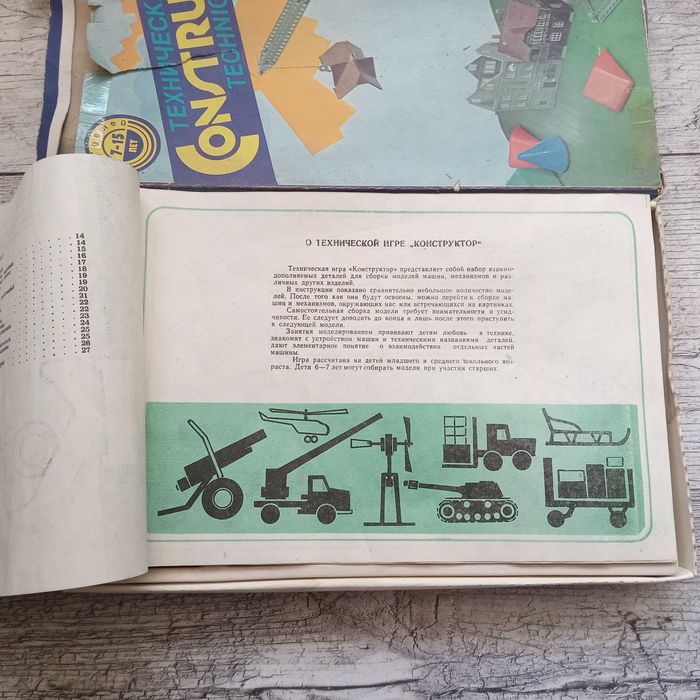 ТЕХНИЧЕСК
CONSTRU
TECHNIC
детей
7-15
ЛЕТ
14
14
15
16
17
18
19
19
20
21
22
22
23
24
25
25
26
27
О ТЕХНИЧЕСКОЙ ИГРЕ „КОНСТРУКТОР"
Техническая игра «Конструктор» представляет собой набор взаимо-
дополняемых деталей для сборки моделей машин, механизмов и раз-
личных других изделий.
В инструкции показано сравнительно небольшое количество моде-
лей. После того как они будут освоены, можно перейти к сборке ма-
шин и механизмов, окружающих нас или встречающихся на картинках.
Самостоятельная сборка модели требует внимательности и усид-
чивости. Ее следует доводить до конца и лишь после этого приступить
к следующей модели.
Занятия моделированием прививают детям любовь к технике,
знакомят с устройством машин и техническими названиями деталей,
дают элементарное понятие о взаимодействии отдельных частей
машины.
Игра рассчитана на детей младшего и среднего школьного воз-
раста. Дети 6—7 лет могут собирать модели при участии старших.